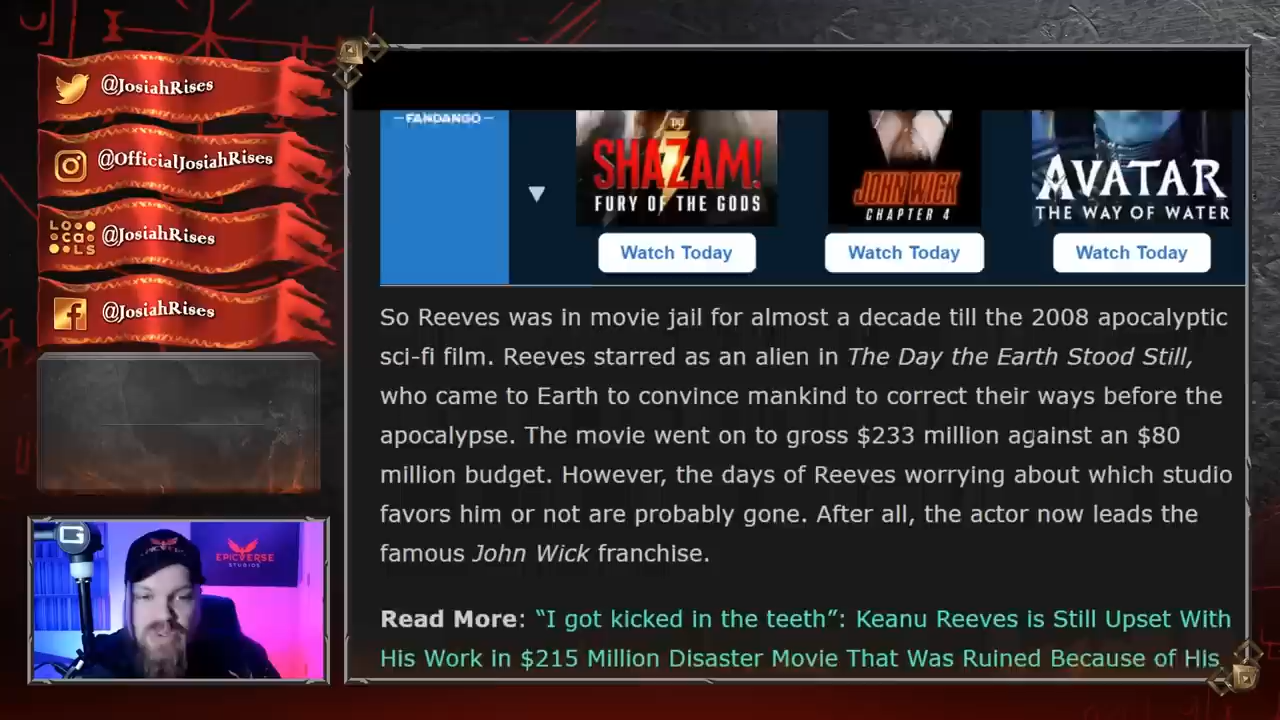 @JosiahRises
@OfficialJosiahRises
LO
ca
LS
@JosiahRises
@JosiahRises
EPICVERSE
STUDIOS
FANDANGO
SHAZAM!
FURY OF THE GODS
Watch Today
JOHN WICK
CHAPTER 4
Watch Today
AVATAR
THE WAY OF WATER
Watch Today
So Reeves was in movie jail for almost a decade till the 2008 apocalyptic
sci-fi film. Reeves starred as an alien in The Day the Earth Stood Still,
who came to Earth to convince mankind to correct their ways before the
apocalypse. The movie went on to gross $233 million against an $80
million budget. However, the days of Reeves worrying about which studio
favors him or not are probably gone. After all, the actor now leads the
famous John Wick franchise.
Read More: “I got kicked in the teeth”: Keanu Reeves is Still Upset With
His Work in $215 Million Disaster Movie That Was Ruined Because of His